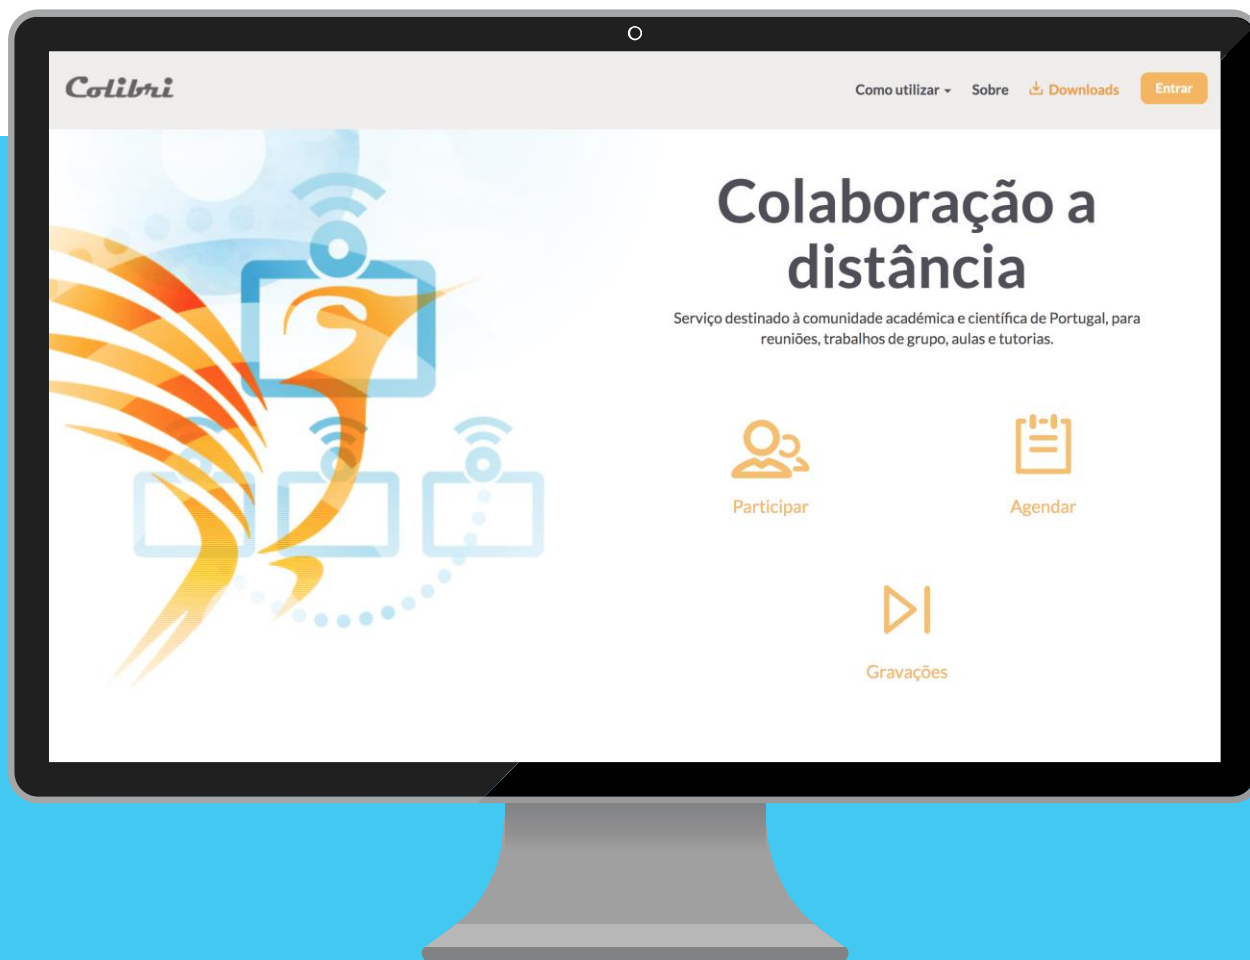 Colibri
Como utilizar
Sobre
Downloads
Entrar
Colaboração a
distância
Serviço destinado à comunidade académica e científica de Portugal, para
reuniões, trabalhos de grupo, aulas e tutorias.
Participar
Agendar
Gravações